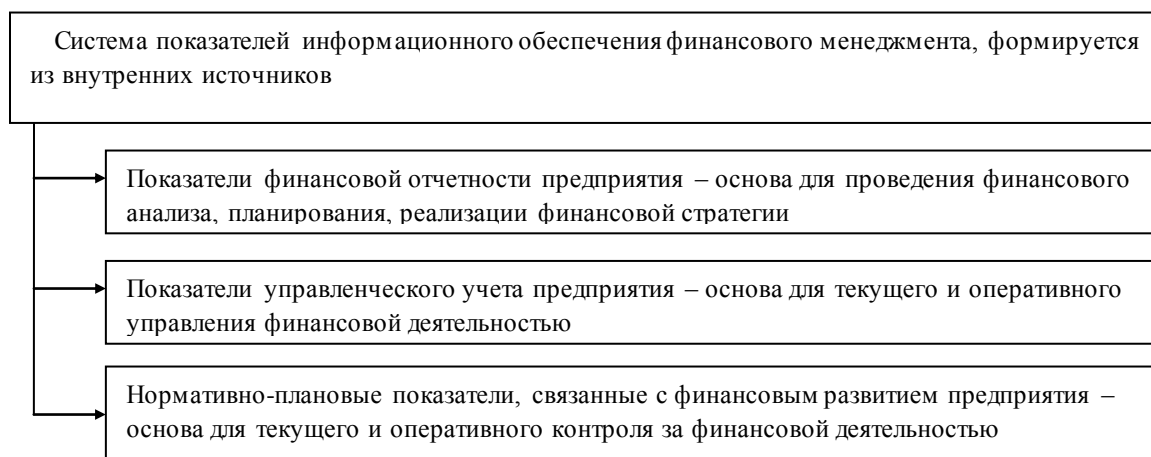 Система показателей информационного обеспечения финансового менеджмента, формируется
из внутренних источников
Показатели финансовой отчетности предприятия – основа для проведения финансового
анализа, планирования, реализации финансовой стратегии
Показатели управленческого учета предприятия – основа для текущего и оперативного
управления финансовой деятельностью
Нормативно-плановые показатели, связанные с финансовым развитием предприятия –
основа для текущего и оперативного контроля за финансовой деятельностью